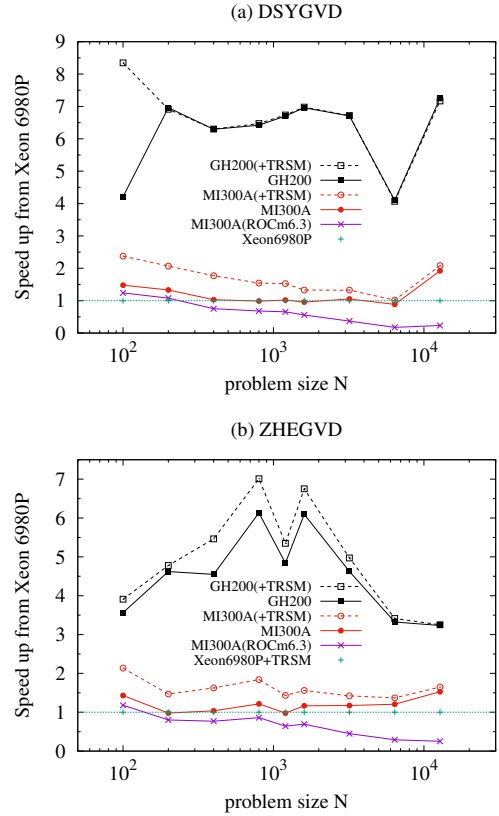 (a) DSYGVD
Speed up from Xeon 6980P
9
8
7
6
5
4
3
2
1
0
GH200(+TRSM)
GH200
MI300A(+TRSM)
MI300A
MI300A(ROCm6.3)
Xeon6980P
10^2
10^3
10^4
problem size N
(b) ZHEGVD
Speed up from Xeon 6980P
7
6
5
4
3
2
1
0
GH200(+TRSM)
GH200
MI300A(+TRSM)
MI300A
MI300A(ROCm6.3)
Xeon6980P+TRSM
10^2
10^3
10^4
problem size N